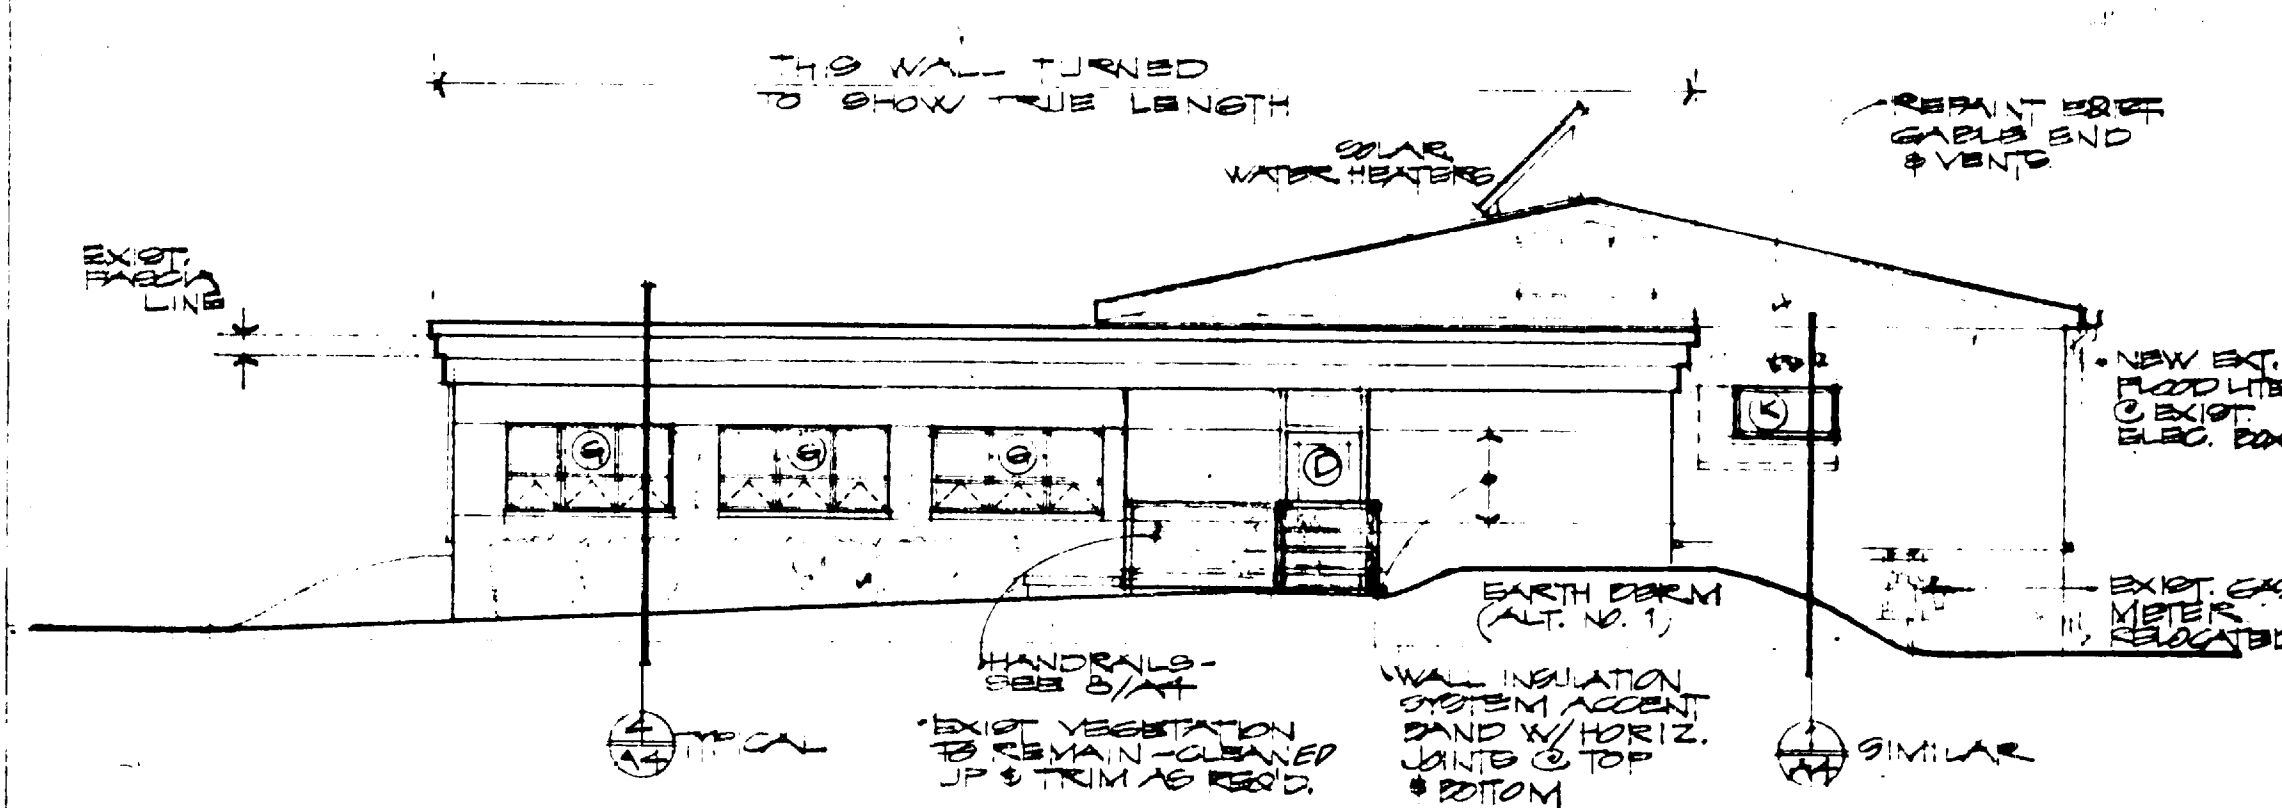 THIS WALL TURNED
TO SHOW TRUE LENGTH
SOLAR
WATER HEATERS
REPAINT EXIST
GABLE END
& VENTS
EXIST.
FASCIA
LINE
NEW EXT.
FLOOD LITE
@ EXIST.
ELEC. BOX
G
G
G
D
K
EARTH BERM
(ALT. NO. 1)
EXIST. GAS
METER
RELOCATED
HANDRAILS-
SEE 8/A4
WALL INSULATION
SYSTEM ACCENT
BAND W/ HORIZ.
JOINTS @ TOP
& BOTTOM
EXIST VEGETATION
TO REMAIN - CLEANED
UP & TRIM AS REQ'D.
A4
TYPICAL
A4
SIMILAR